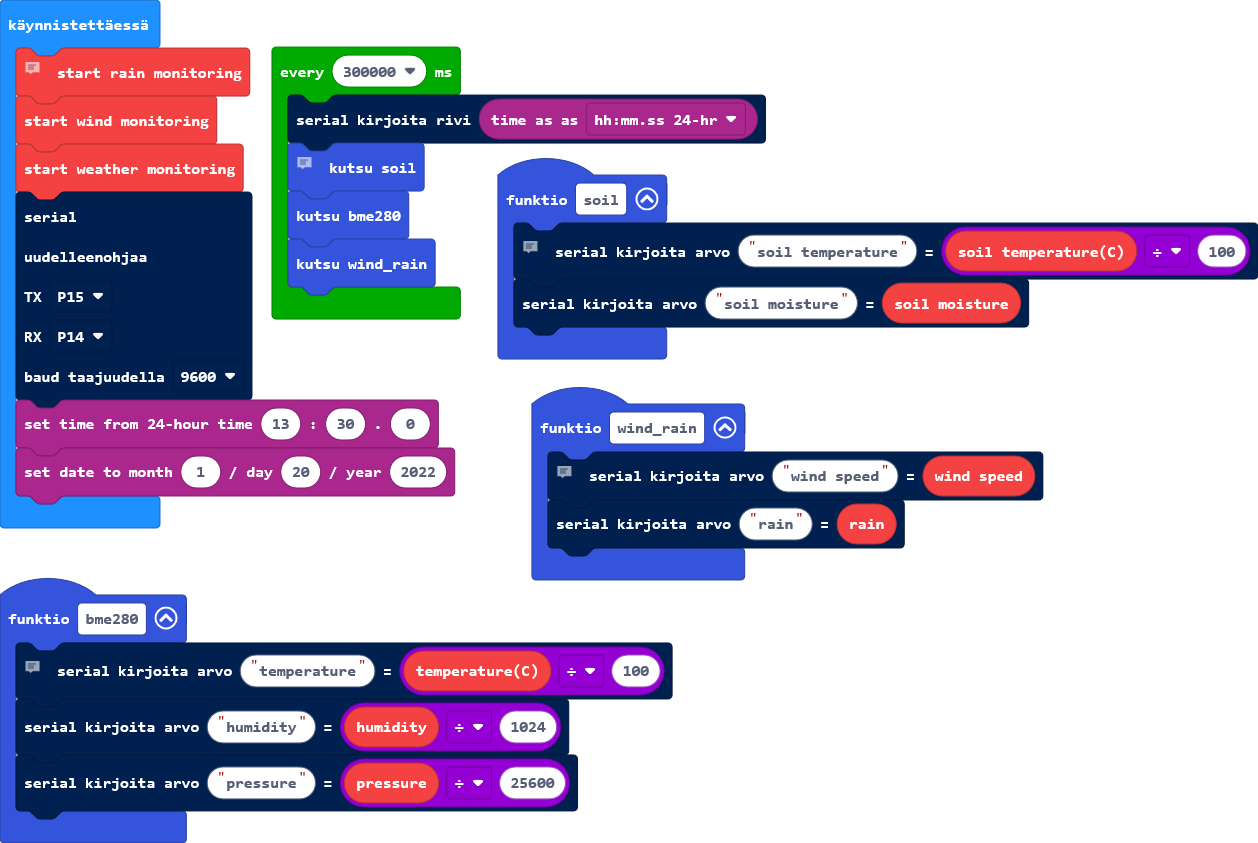 käynnistettäessä
start rain monitoring
start wind monitoring
start weather monitoring
serial
uudelleenohjaa
TX P15
RX P14
baud taajuudella 9600
set time from 24-hour time 13 : 30 . 0
set date to month 1 / day 20 / year 2022
every 300000 ms
serial kirjoita rivi time as as hh:mm.ss 24-hr
kutsu soil
kutsu bme280
kutsu wind_rain
funktio soil
serial kirjoita arvo "soil temperature" = soil temperature(C) ÷ 100
serial kirjoita arvo "soil moisture" = soil moisture
funktio wind_rain
serial kirjoita arvo "wind speed" = wind speed
serial kirjoita arvo "rain" = rain
funktio bme280
serial kirjoita arvo "temperature" = temperature(C) ÷ 100
serial kirjoita arvo "humidity" = humidity ÷ 1024
serial kirjoita arvo "pressure" = pressure ÷ 25600